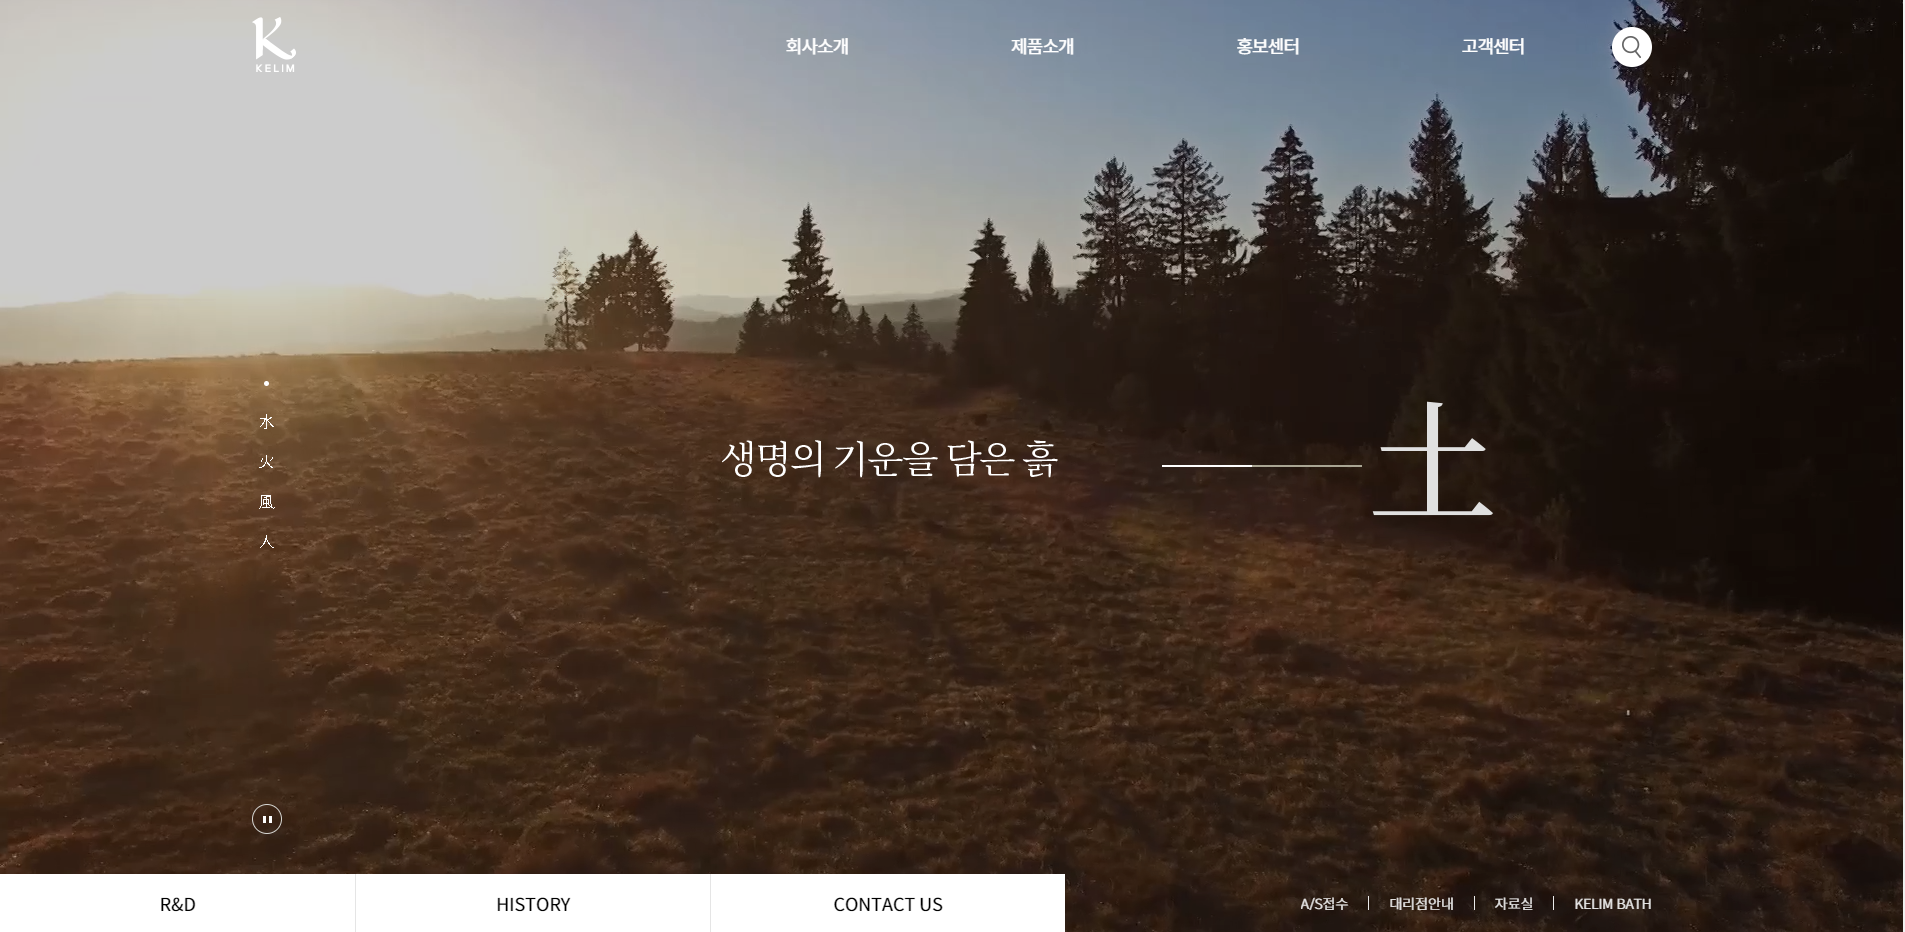 KELIM
회사소개
제품소개
홍보센터
고객센터
水
火
風
人
생명의 기운을 담은 흙
土
R&D
HISTORY
CONTACT US
A/S접수
대리점안내
자료실
KELIM BATH